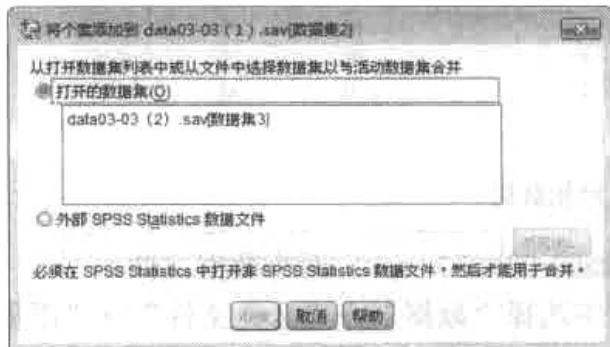 将个案添加到 data03-03（1）.sav[数据集2]
从打开数据集列表中或从文件中选择数据集以与活动数据集合并
打开的数据集(O)
data03-03（2）.sav[数据集3]
外部 SPSS Statistics 数据文件
必须在 SPSS Statistics 中打开非 SPSS Statistics 数据文件，然后才能用于合并。
取消
帮助